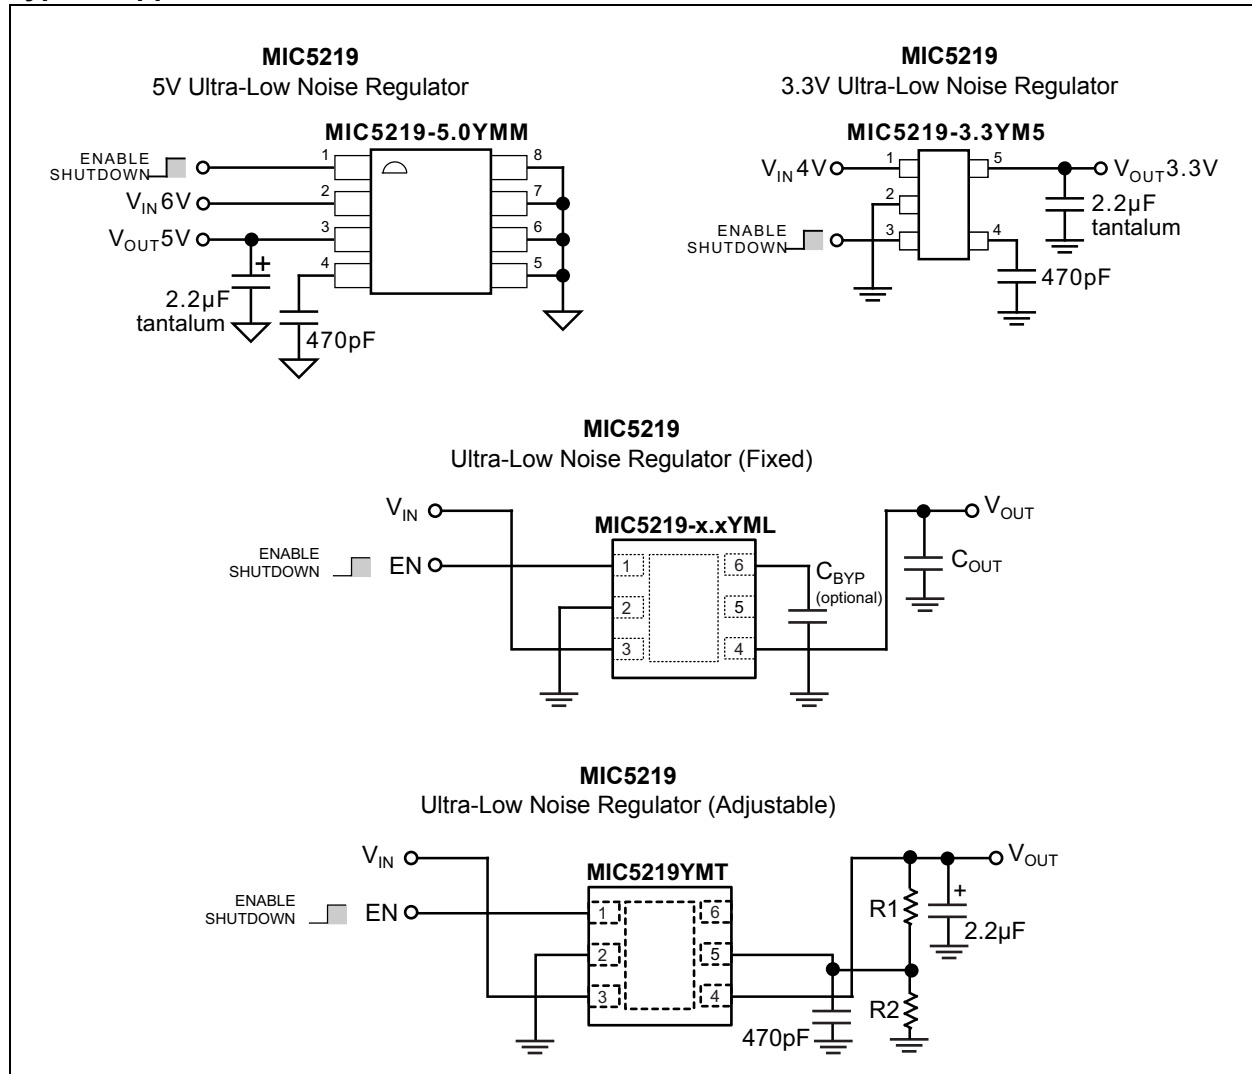 MIC5219
5V Ultra-Low Noise Regulator
MIC5219-5.0YMM
ENABLE
SHUTDOWN
1
8
VIN 6V
2
7
VOUT 5V
3
6
4
5
+
2.2µF
tantalum
470pF
MIC5219
3.3V Ultra-Low Noise Regulator
MIC5219-3.3YM5
VIN 4V
1
5
VOUT 3.3V
2
2.2µF
tantalum
ENABLE
SHUTDOWN
3
4
470pF
MIC5219
Ultra-Low Noise Regulator (Fixed)
VIN
MIC5219-x.xYML
VOUT
ENABLE
SHUTDOWN
EN
1
6
CBYP
(optional)
COUT
2
5
3
4
MIC5219
Ultra-Low Noise Regulator (Adjustable)
VIN
MIC5219YMT
VOUT
ENABLE
SHUTDOWN
EN
1
6
R1
+
2.2µF
2
5
3
4
470pF
R2